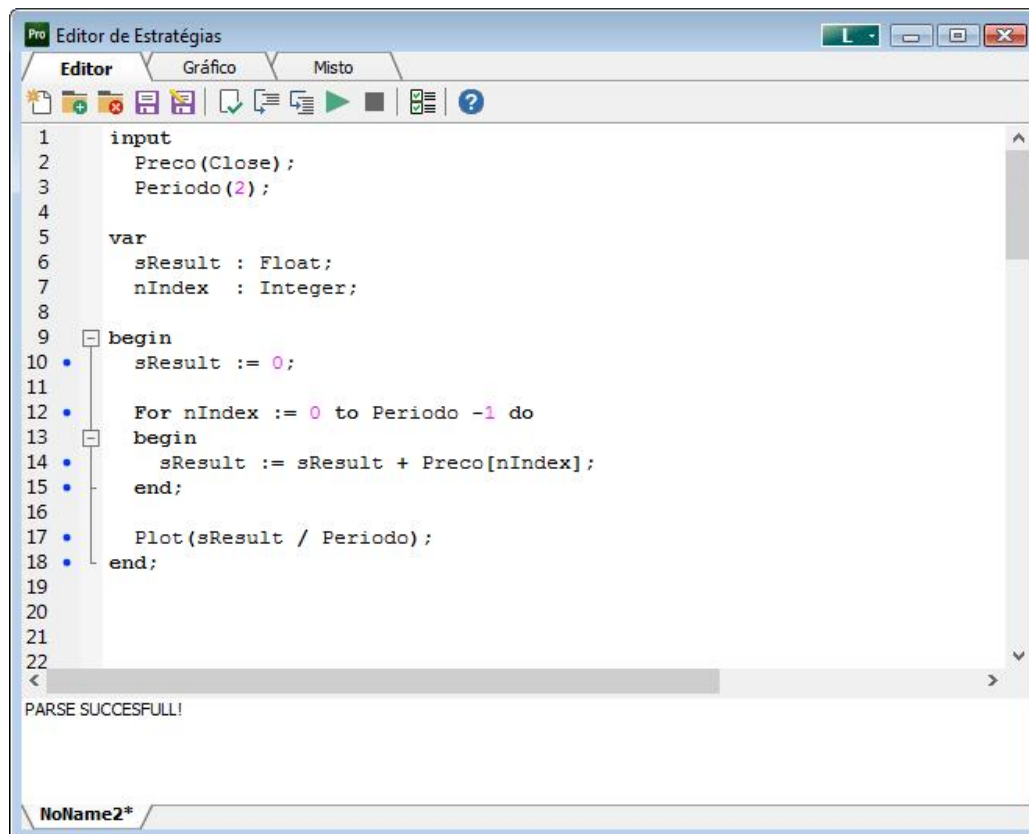 Pro Editor de Estratégias L
Editor Gráfico Misto
1 input
2 Preco(Close);
3 Periodo(2);
4
5 var
6 sResult : Float;
7 nIndex  : Integer;
8
9 begin
10 sResult := 0;
11
12 For nIndex := 0 to Periodo -1 do
13 begin
14 sResult := sResult + Preco[nIndex];
15 end;
16
17 Plot(sResult / Periodo);
18 end;
19
20
21
22
PARSE SUCCESFULL!
NoName2*